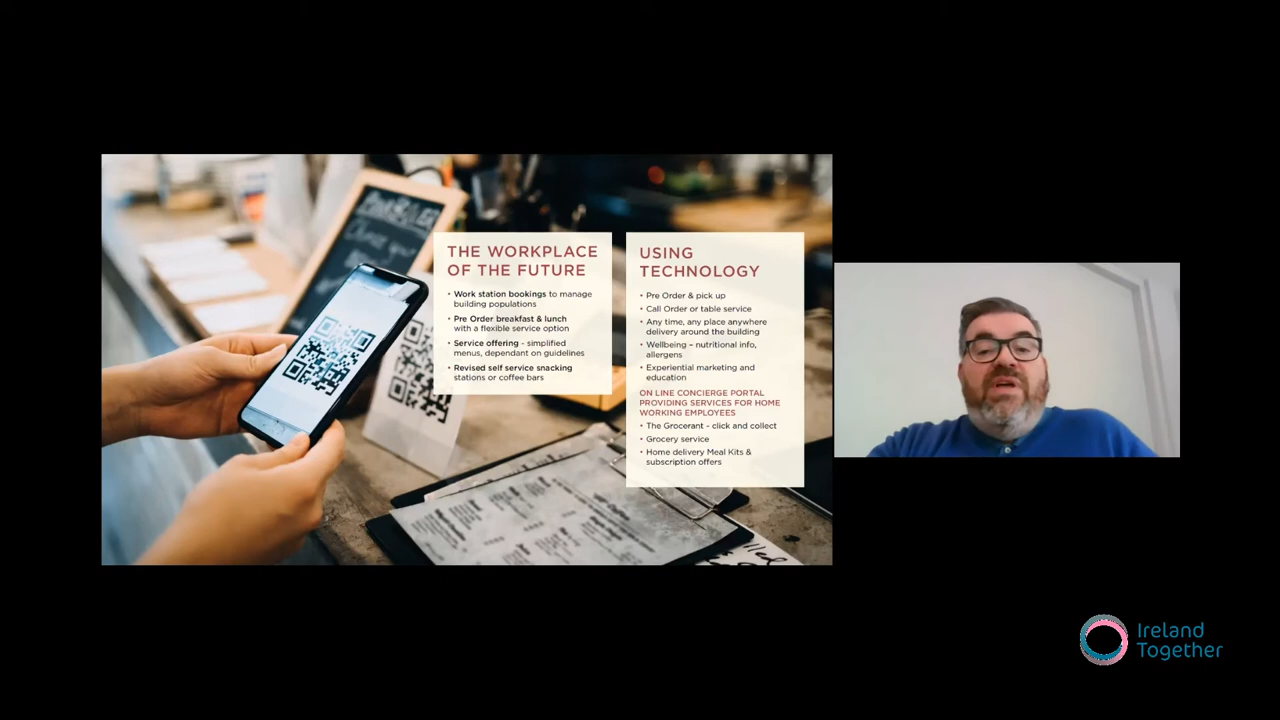 THE WORKPLACE
OF THE FUTURE
• Work station bookings to manage
building populations
• Pre Order breakfast & lunch
with a flexible service option
• Service offering - simplified
menus, dependant on guidelines
• Revised self service snacking
stations or coffee bars
USING
TECHNOLOGY
• Pre Order & pick up
• Call Order or table service
• Any time, any place anywhere
delivery around the building
• Wellbeing – nutritional info,
allergens
• Experiential marketing and
education
ON LINE CONCIERGE PORTAL
PROVIDING SERVICES FOR HOME
WORKING EMPLOYEES
• The Grocerant - click and collect
• Grocery service
• Home delivery Meal Kits &
subscription offers
Ireland
Together